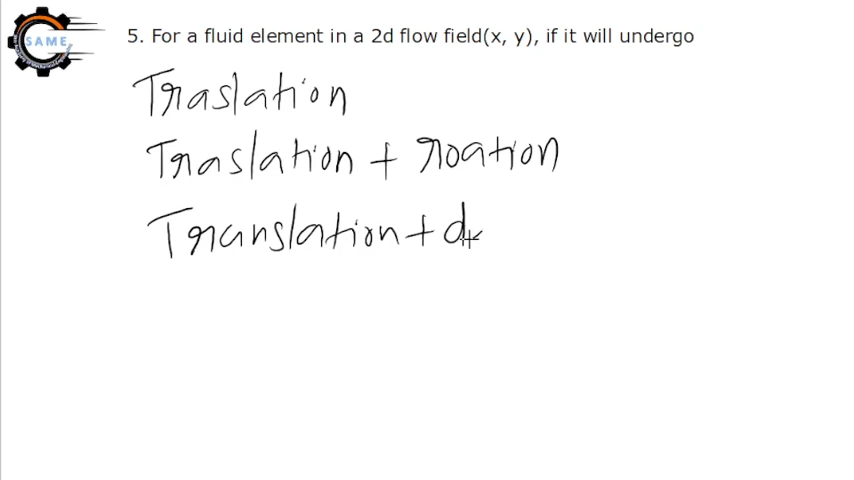 SAME
5. For a fluid element in a 2d flow field(x, y), if it will undergo
Traslation
Traslation + roation
Translation + d